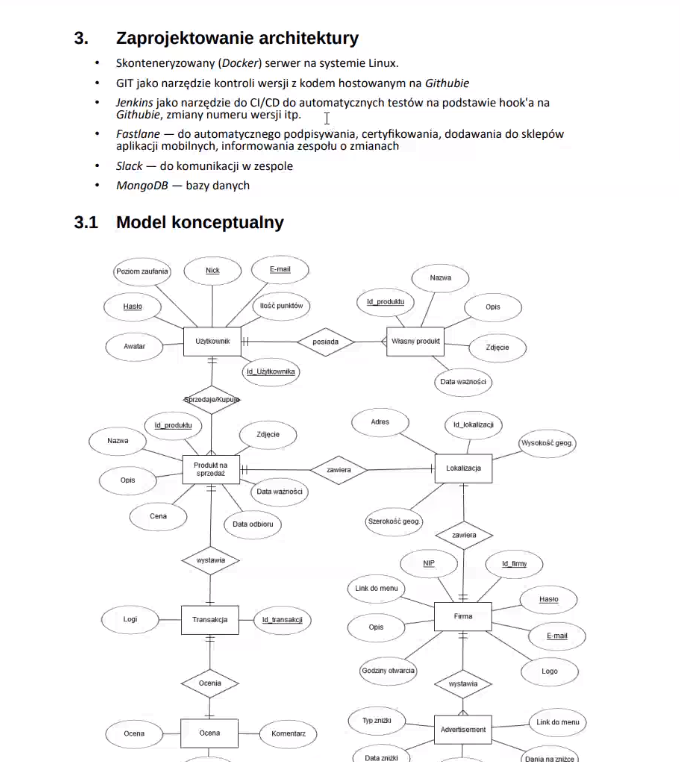 3. Zaprojektowanie architektury
• Skonteneryzowany (Docker) serwer na systemie Linux.
• GIT jako narzędzie kontroli wersji z kodem hostowanym na Githubie
• Jenkins jako narzędzie do CI/CD do automatycznych testów na podstawie hook'a na
Githubie, zmiany numeru wersji itp.
• Fastlane — do automatycznego podpisywania, certyfikowania, dodawania do sklepów
aplikacji mobilnych, informowania zespołu o zmianach
• Slack — do komunikacji w zespole
• MongoDB — bazy danych
3.1 Model konceptualny
Poziom zaufania
Nick
E-mail
Nazwa
Hasło
Ilość punktów
Id_produktu
Opis
Awatar
Użytkownik
posiada
Własny produkt
Zdjęcie
Id_Użytkownika
Data ważności
Sprzedaje/Kupuje
Id_produktu
Zdjęcie
Adres
Id_lokalizacji
Nazwa
Wysokość geog.
Produkt na
sprzedaż
zawiera
Lokalizacja
Opis
Data ważności
Cena
Data odbioru
Szerokość geog.
zawiera
wystawia
NIP
Id_firmy
Link do menu
Hasło
Logi
Transakcja
Id_transakcji
Firma
Opis
E-mail
Godziny otwarcia
Logo
Ocenia
wystawia
Typ zniżki
Link do menu
Ocena
Ocena
Komentarz
Advertisement
Data zniżki
Dania na zniżce